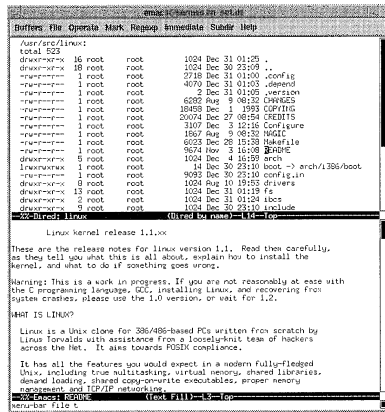 emacs@hermes.cn-eat.de
Buffers File Operate Mark Regexp Immediate Subdir Help
/usr/src/linux:
total 523
drwxr-xr-x 16 root root 1024 Dec 31 01:25 .
drwxr-xr-x 18 root root 1024 Dec 30 23:09 ..
-rw-r--r-- 1 root root 2718 Dec 31 01:00 .config
-rw-r--r-- 1 root root 4070 Dec 31 01:03 .depend
-rw-r--r-- 1 root root 2 Dec 31 01:05 .version
-rw-r--r-- 1 root root 6282 Aug 9 08:32 CHANGES
-rw-r--r-- 1 root root 18458 Dec 1 1993 COPYING
-rw-r--r-- 1 root root 20074 Dec 27 08:54 CREDITS
-rw-r--r-- 1 root root 3107 Dec 3 12:16 Configure
-rw-r--r-- 1 root root 1867 Aug 9 08:32 MAGIC
-rw-r--r-- 1 root root 6023 Dec 28 15:38 Makefile
-rw-r--r-- 1 root root 9674 Nov 3 16:08 README
drwxr-xr-x 5 root root 1024 Dec 4 16:59 arch
lrwxrwxrwx 1 root root 14 Dec 30 23:10 boot -> arch/i386/boot
-rw-r--r-- 1 root root 9093 Dec 30 23:10 config.in
drwxr-xr-x 8 root root 1024 Aug 10 19:53 drivers
drwxr-xr-x 13 root root 1024 Dec 31 01:19 fs
drwxr-xr-x 2 root root 1024 Dec 31 01:24 ibcs
drwxr-xr-x 9 root root 1024 Dec 30 23:10 include
--%%-Dired: linux (Dired by name)--L14--Top
Linux kernel release 1.1.xx
These are the release notes for linux version 1.1. Read them carefully,
as they tell you what this is all about, explain how to install the
kernel, and what to do if something goes wrong.
Warning: This is a work in progress. If you are not reasonably at ease with
the C programing language, GCC, installing Linux, and recovering from
system crashes, please use the 1.0 version, or wait for 1.2.
WHAT IS LINUX?
Linux is a Unix clone for 386/486-based PCs written from scratch by
Linus Torvalds with assistance from a loosely-knit team of hackers
across the Net. It aims towards POSIX compliance.
It has all the features you would expect in a modern fully-fledged
Unix, including true multitasking, virtual memory, shared libraries,
demand loading, shared copy-on-write executables, proper memory
management and TCP/IP networking.
--%%-Emacs: README (Text Fill)--L3--Top
menu-bar file t